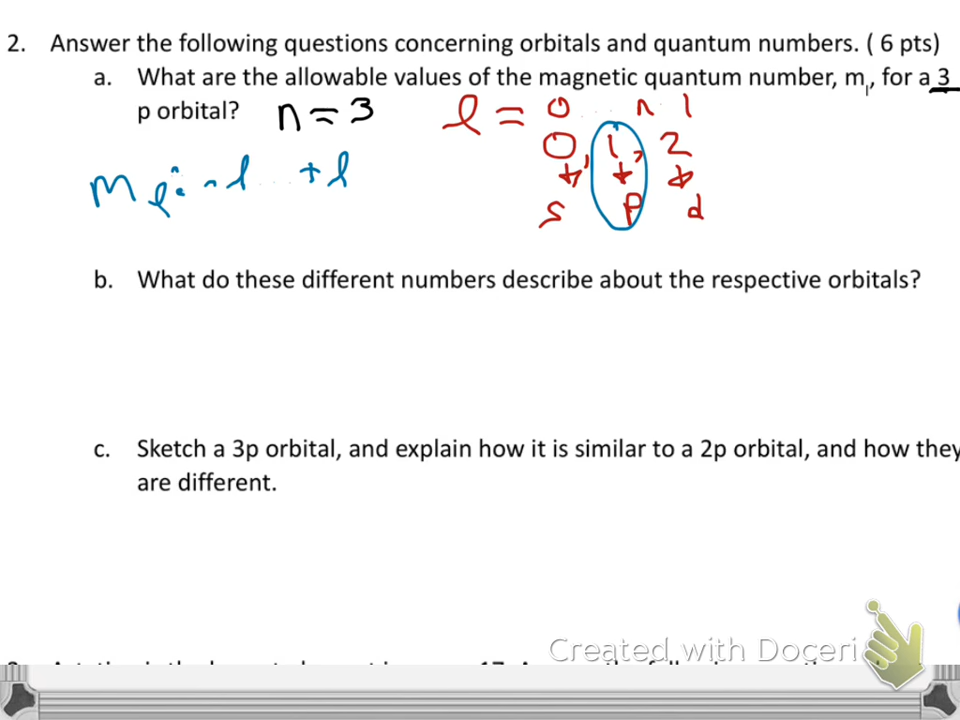 2. Answer the following questions concerning orbitals and quantum numbers. ( 6 pts)
a. What are the allowable values of the magnetic quantum number, ml, for a 3
p orbital? n = 3 l = 0 n 1
0, 1, 2
ml = -l ... +l
s p d
b. What do these different numbers describe about the respective orbitals?
c. Sketch a 3p orbital, and explain how it is similar to a 2p orbital, and how they
are different.
Created with Doceri